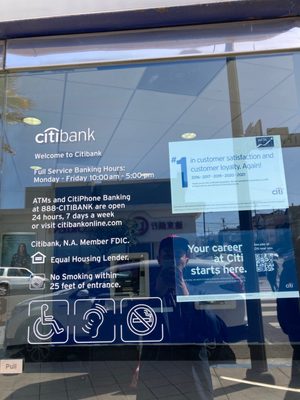 citibank
Welcome to Citibank
Full Service Banking Hours:
Monday - Friday 10:00am - 5:00pm
ATMs and CitiPhone Banking
at 888-CITIBANK are open
24 hours, 7 days a week
or visit citibankonline.com
Citibank, N.A. Member FDIC.
Equal Housing Lender.
No Smoking within
25 feet of entrance.
Pull
#1 in customer satisfaction and
customer loyalty. Again!
citi
Your career
at Citi
starts here.
citi